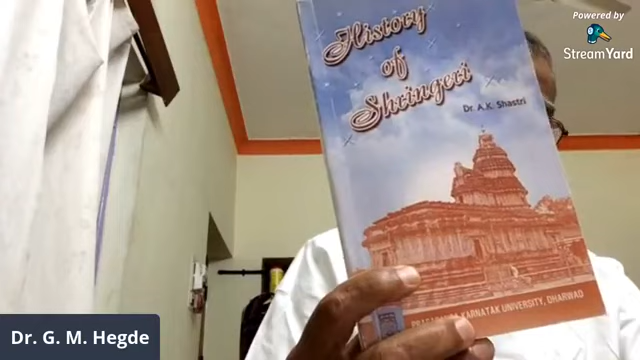 Powered by
StreamYard
History
of
Shringeri
Dr. A.K. Shastri
KARNATAK UNIVERSITY, DHARWAD
Dr. G. M. Hegde